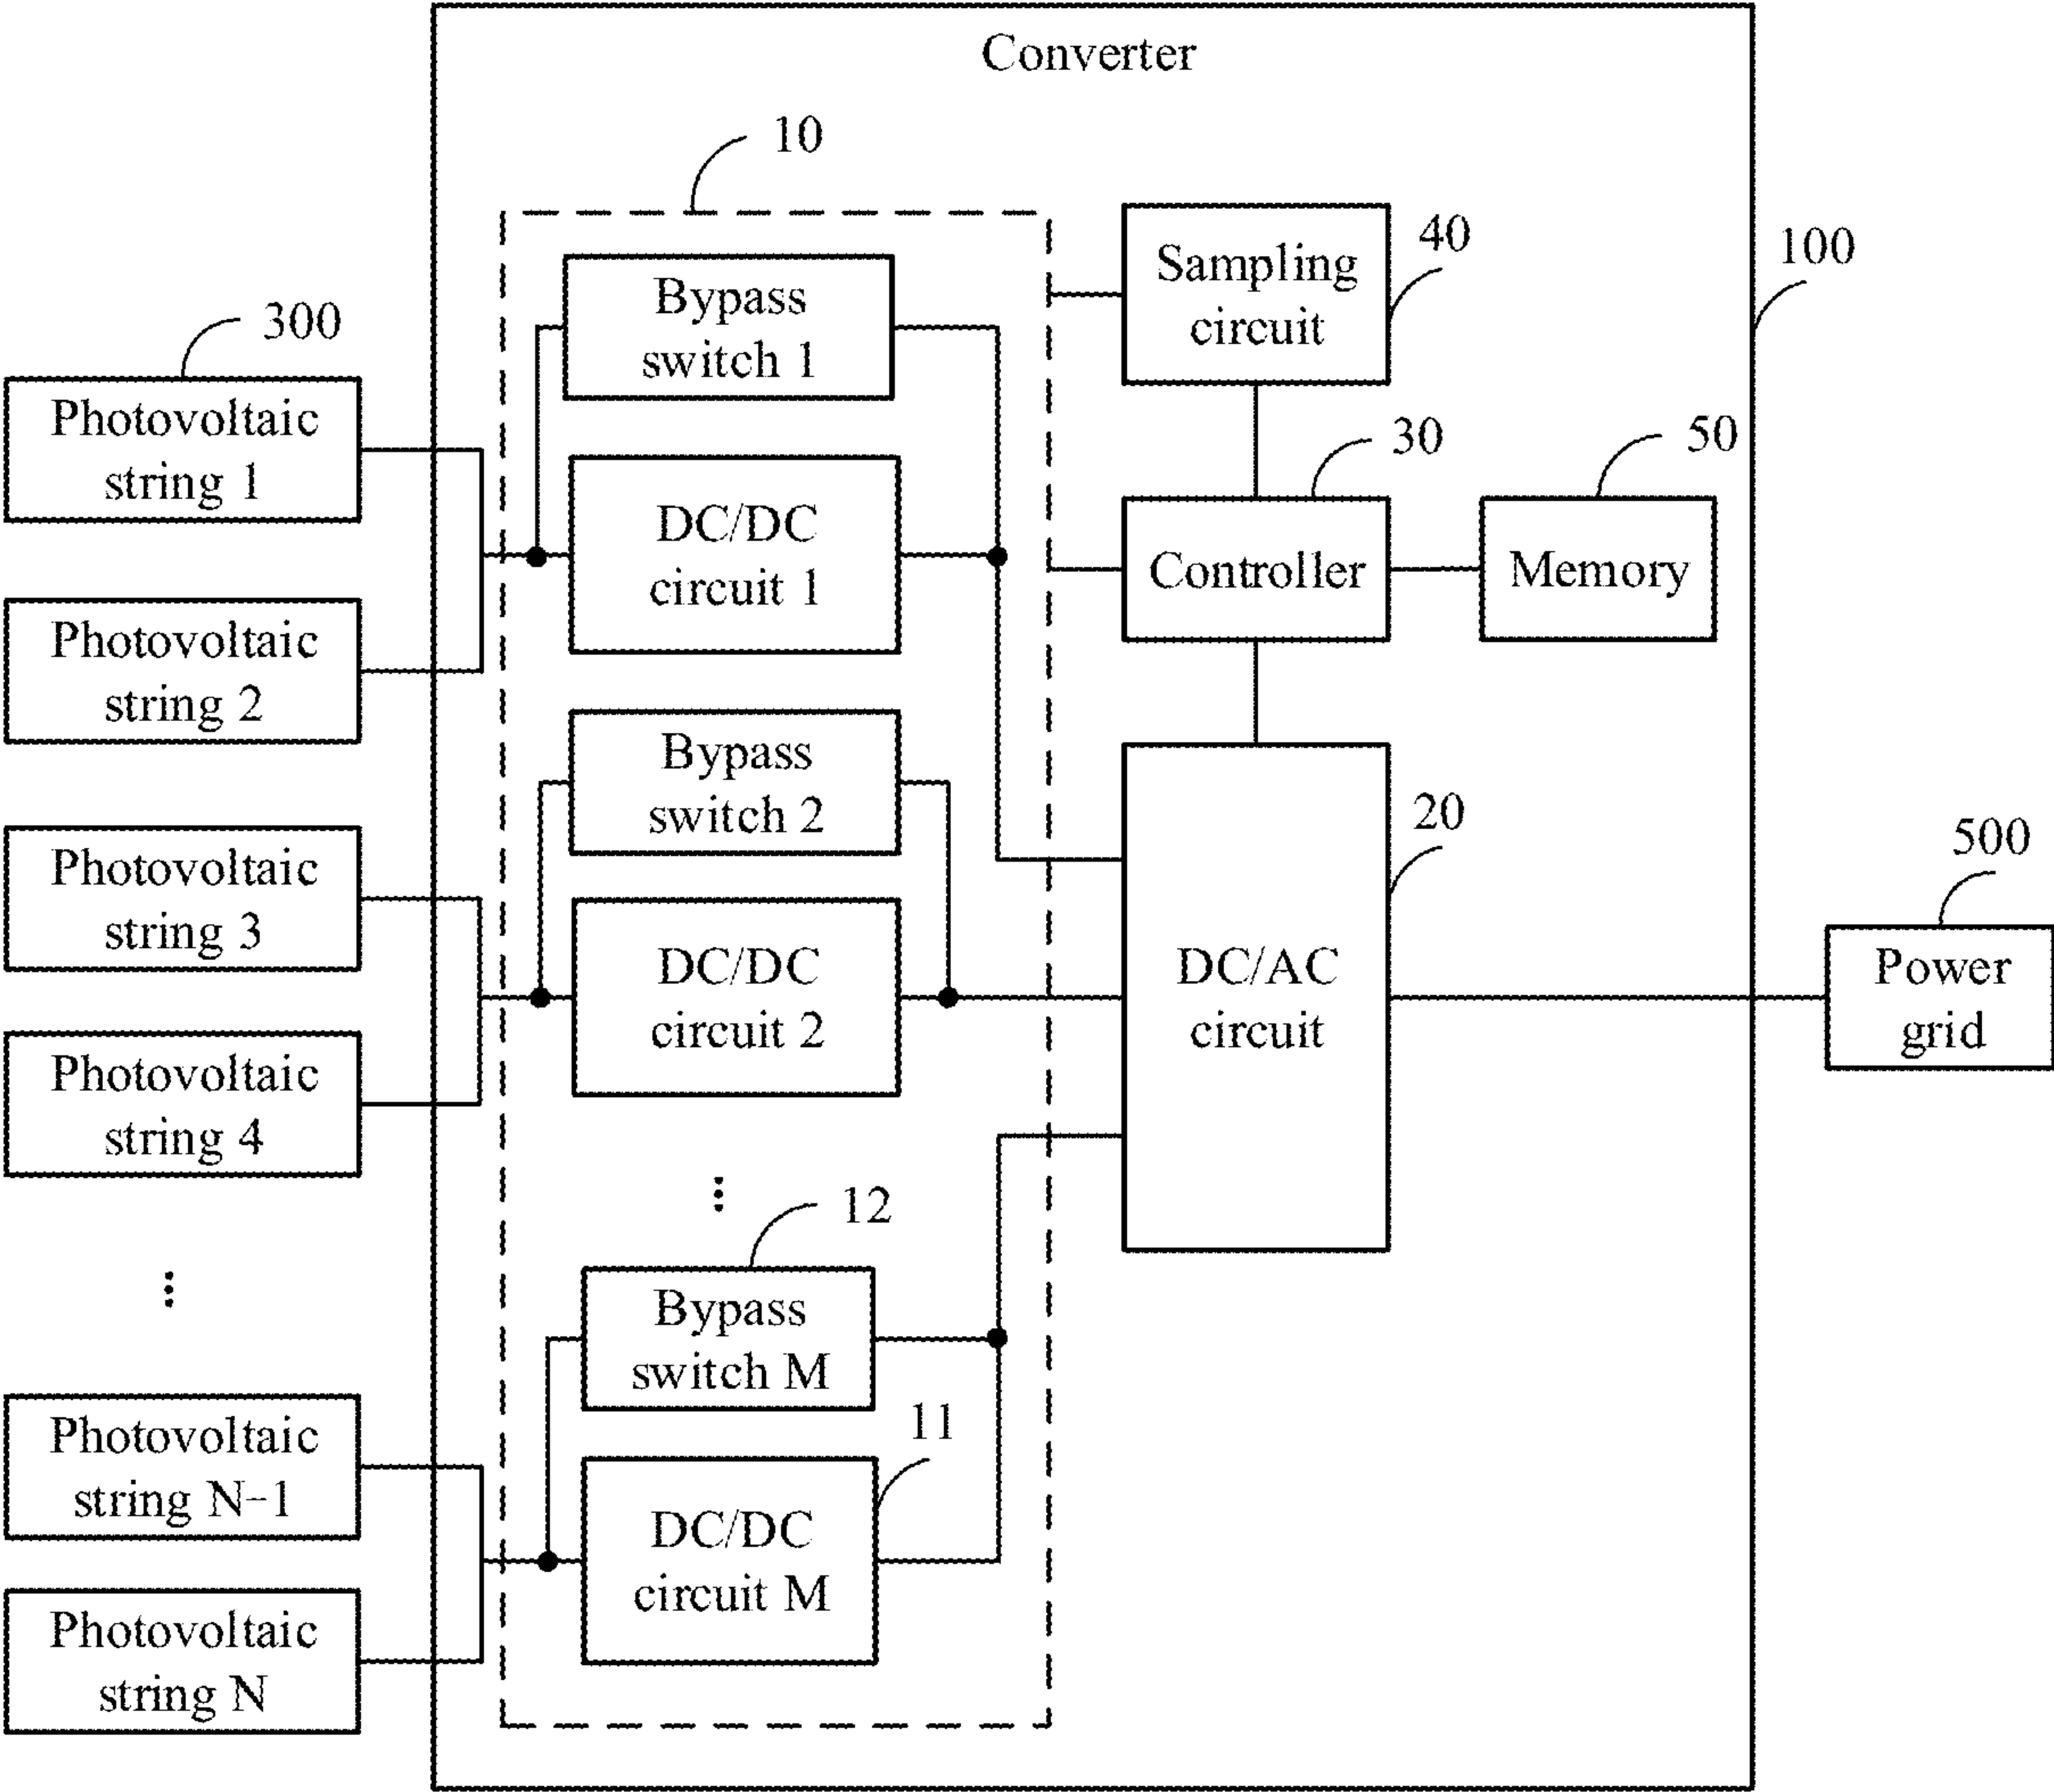 Converter
10
40
100
Sampling
circuit
Bypass
switch 1
300
Photovoltaic
string 1
30
50
DC/DC
circuit 1
Controller
Memory
Photovoltaic
string 2
Bypass
switch 2
20
500
Photovoltaic
string 3
DC/DC
circuit 2
DC/AC
circuit
Power
grid
Photovoltaic
string 4
12
Bypass
switch M
11
Photovoltaic
string N-1
DC/DC
circuit M
Photovoltaic
string N